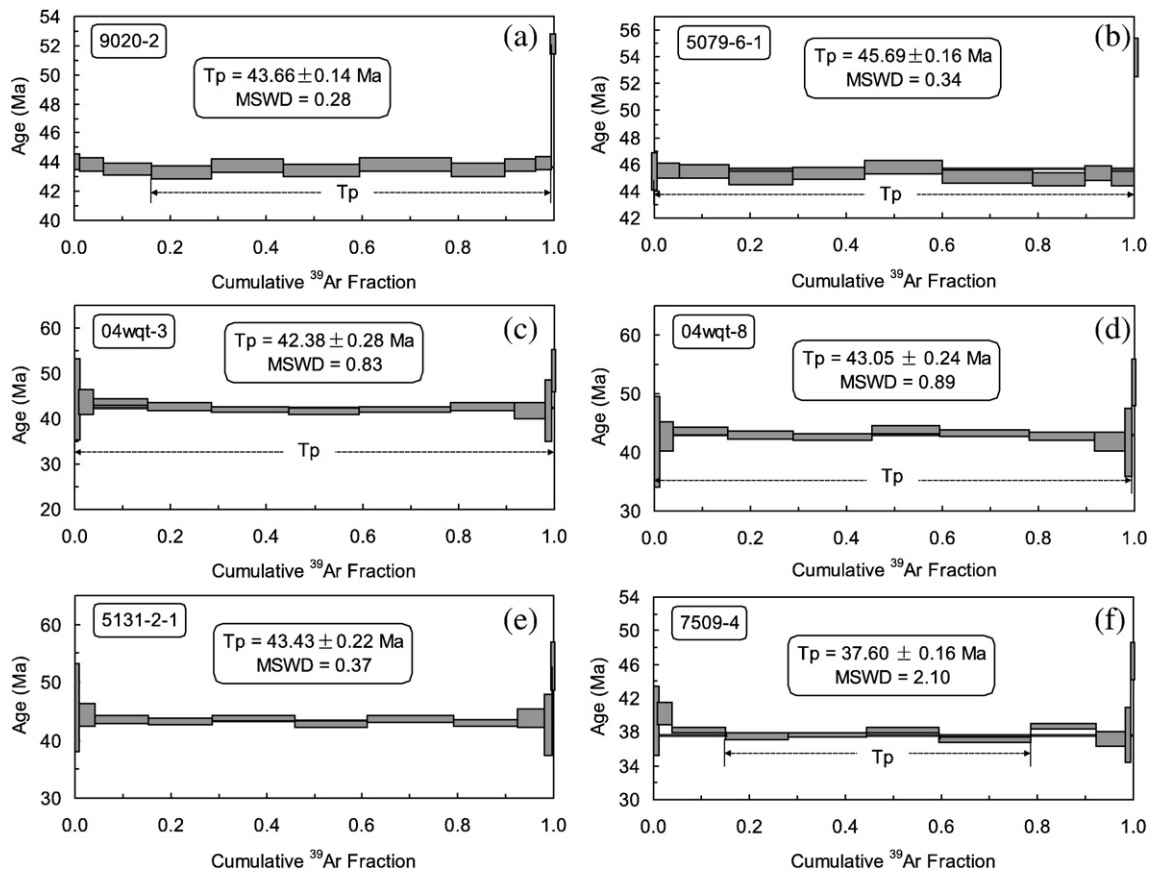 9020-2
(a)
Tp = 43.66 ± 0.14 Ma
MSWD = 0.28
Age (Ma)
54
52
50
48
46
44
42
40
Tp
0.0 0.2 0.4 0.6 0.8 1.0
Cumulative ³⁹Ar Fraction
5079-6-1
(b)
Tp = 45.69 ± 0.16 Ma
MSWD = 0.34
Age (Ma)
56
54
52
50
48
46
44
42
Tp
0.0 0.2 0.4 0.6 0.8 1.0
Cumulative ³⁹Ar Fraction
04wqt-3
(c)
Tp = 42.38 ± 0.28 Ma
MSWD = 0.83
Age (Ma)
60
50
40
30
20
Tp
0.0 0.2 0.4 0.6 0.8 1.0
Cumulative ³⁹Ar Fraction
04wqt-8
(d)
Tp = 43.05 ± 0.24 Ma
MSWD = 0.89
Age (Ma)
60
50
40
30
Tp
0.0 0.2 0.4 0.6 0.8 1.0
Cumulative ³⁹Ar Fraction
5131-2-1
(e)
Tp = 43.43 ± 0.22 Ma
MSWD = 0.37
Age (Ma)
60
50
40
30
0.0 0.2 0.4 0.6 0.8 1.0
Cumulative ³⁹Ar Fraction
7509-4
(f)
Tp = 37.60 ± 0.16 Ma
MSWD = 2.10
Age (Ma)
54
50
46
42
38
34
30
Tp
0.0 0.2 0.4 0.6 0.8 1.0
Cumulative ³⁹Ar Fraction